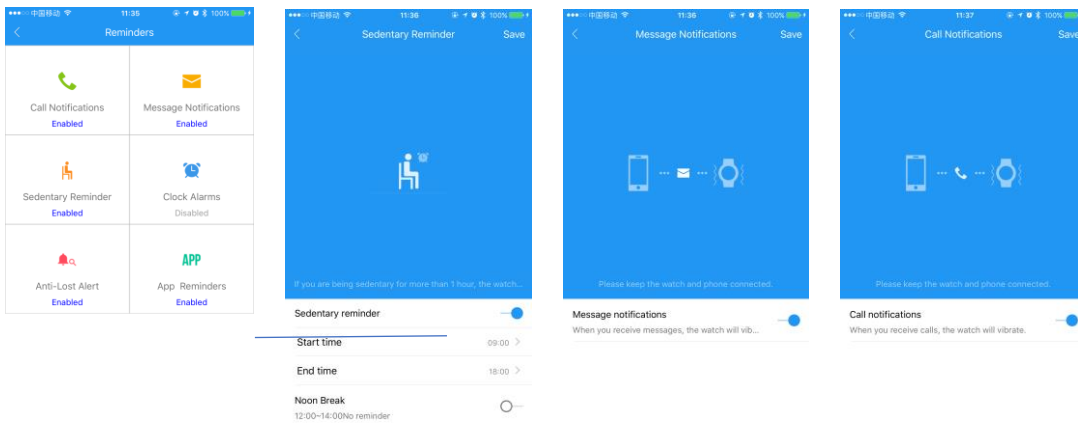 中国移动 11:35 100%
Reminders
Call Notifications
Enabled
Message Notifications
Enabled
Sedentary Reminder
Enabled
Clock Alarms
Disabled
Anti-Lost Alert
Enabled
APP
App Reminders
Enabled
中国移动 11:36 100%
Sedentary Reminder Save
If you are being sedentary for more than 1 hour, the watch...
Sedentary reminder
Start time 09:00
End time 18:00
Noon Break
12:00~14:00No reminder
中国移动 11:36 100%
Message Notifications Save
Please keep the watch and phone connected.
Message notifications
When you receive messages, the watch will vib...
中国移动 11:37 100%
Call Notifications Save
Please keep the watch and phone connected.
Call notifications
When you receive calls, the watch will vibrate.